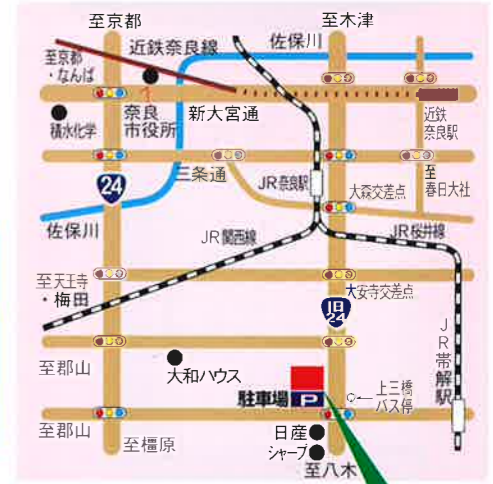 至京都
至木津
近鉄奈良線
佐保川
至京都
・なんば
奈良
市役所
新大宮通
積水化学
近鉄
奈良駅
三条通
JR奈良駅
至
春日大社
24
大森交差点
佐保川
JR関西線
JR桜井線
至天王寺
・梅田
大安寺交差点
旧
24
JR帯解駅
至郡山
大和ハウス
上三橋
バス停
駐車場 P
至郡山
至橿原
日産
シャープ
至八木